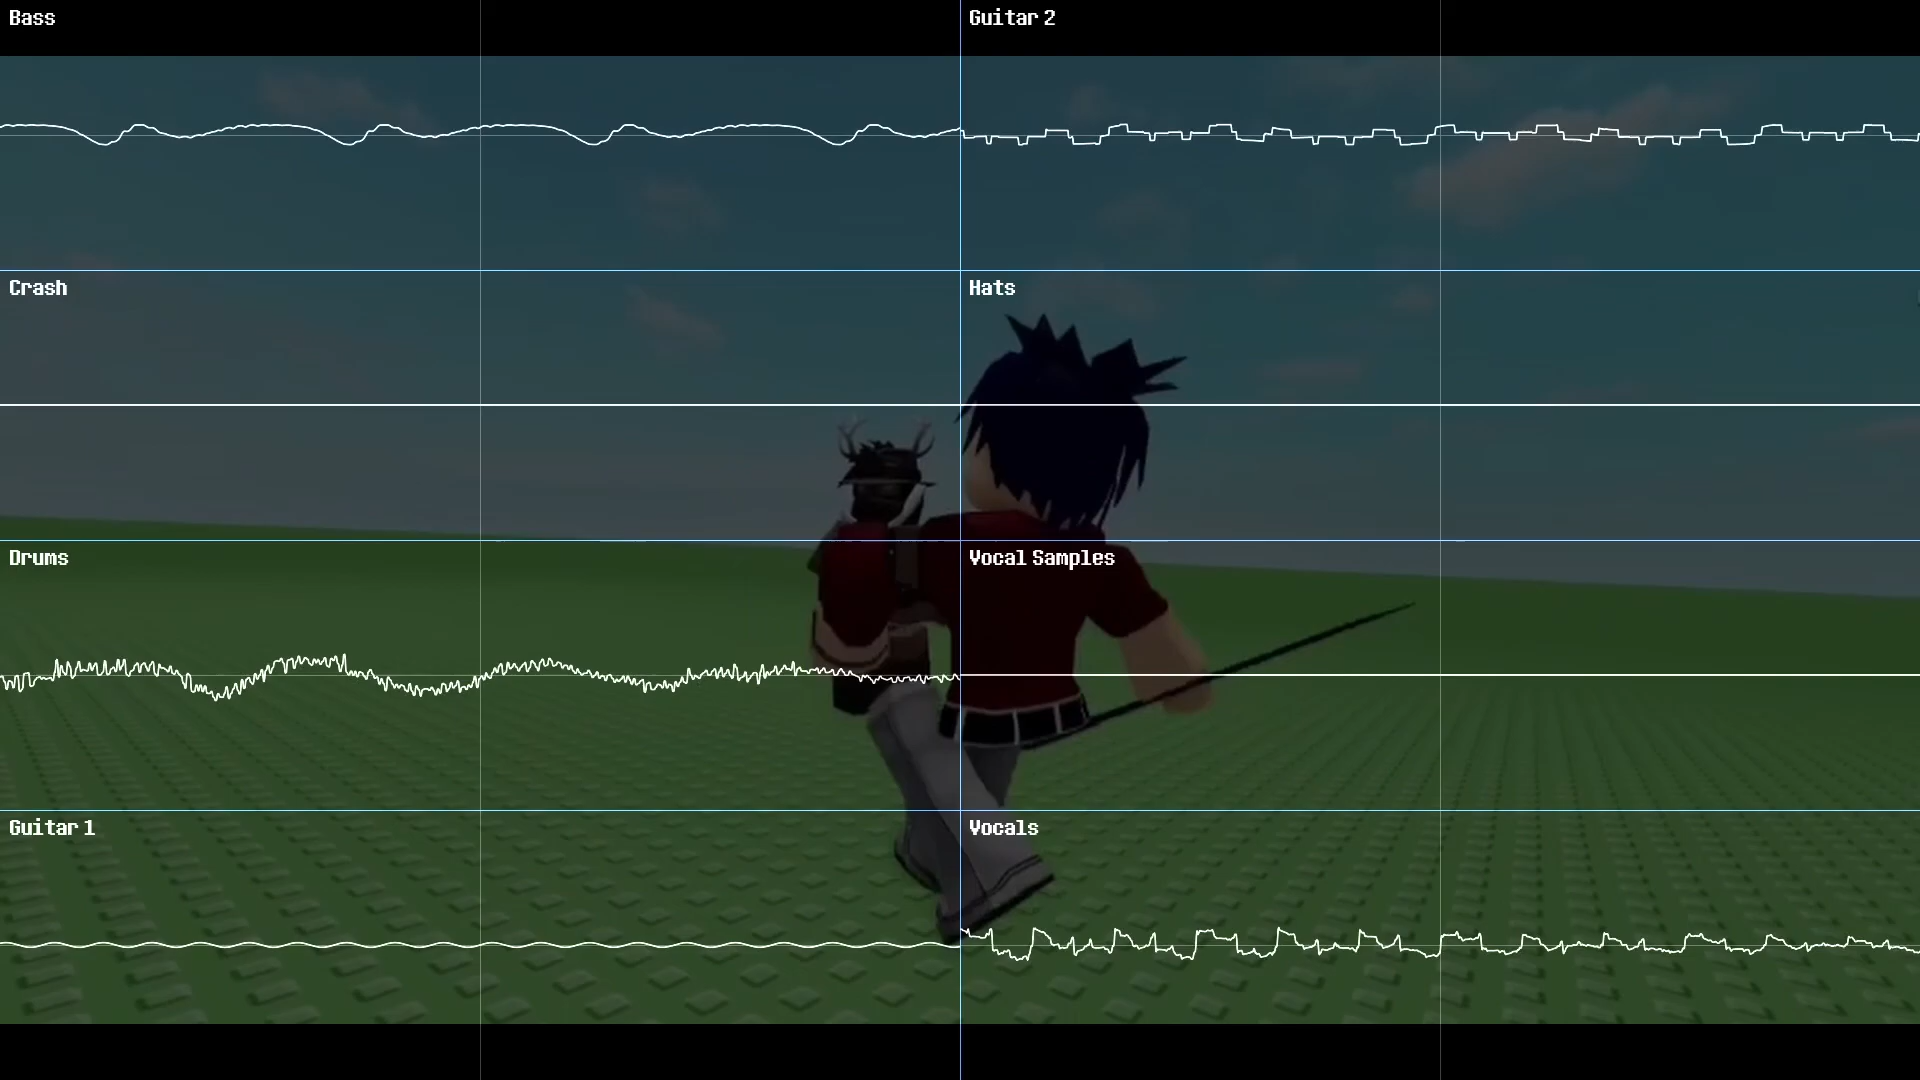 Bass
Guitar 2
Crash
Hats
Drums
Vocal Samples
Guitar 1
Vocals